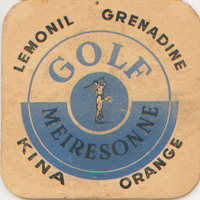 LEMONIL GRENADINE
GOLF
MEIRESONNE
KINA ORANGE